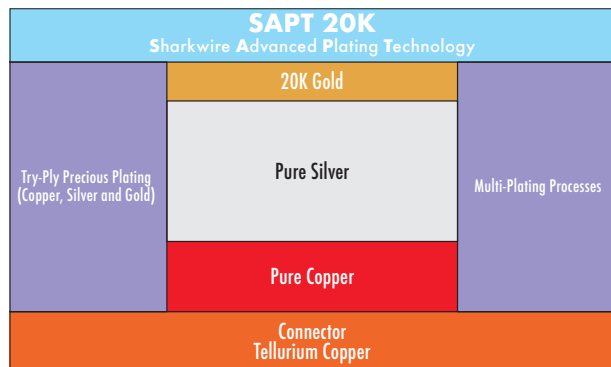 SAPT 20K
Sharkwire Advanced Plating Technology
20K Gold
Try-Ply Precious Plating
(Copper, Silver and Gold)
Pure Silver
Multi-Plating Processes
Pure Copper
Connector
Tellurium Copper